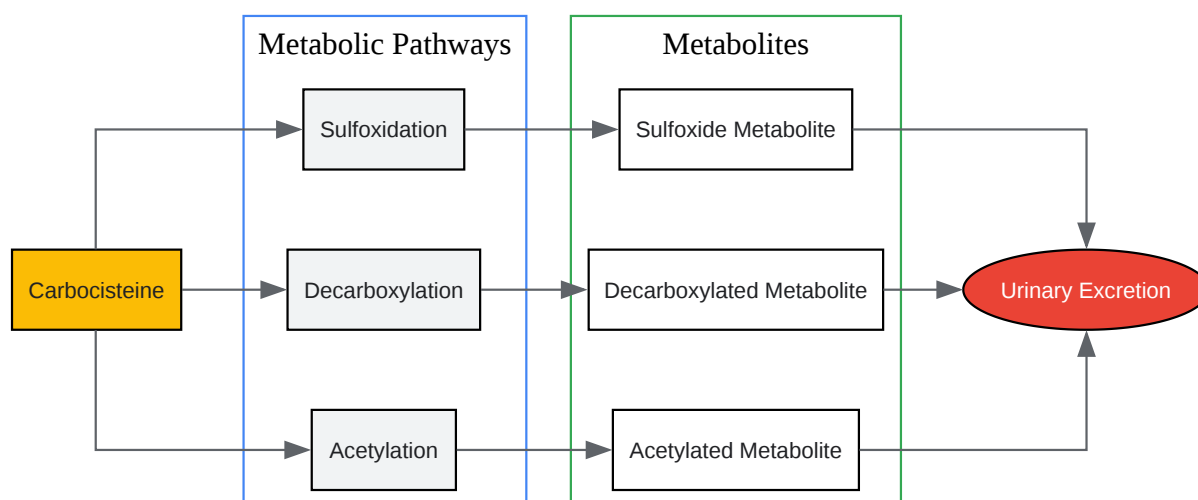 Metabolic Pathways
Metabolites
Sulfoxidation
Sulfoxide Metabolite
Carbocisteine
Decarboxylation
Decarboxylated Metabolite
Urinary Excretion
Acetylation
Acetylated Metabolite